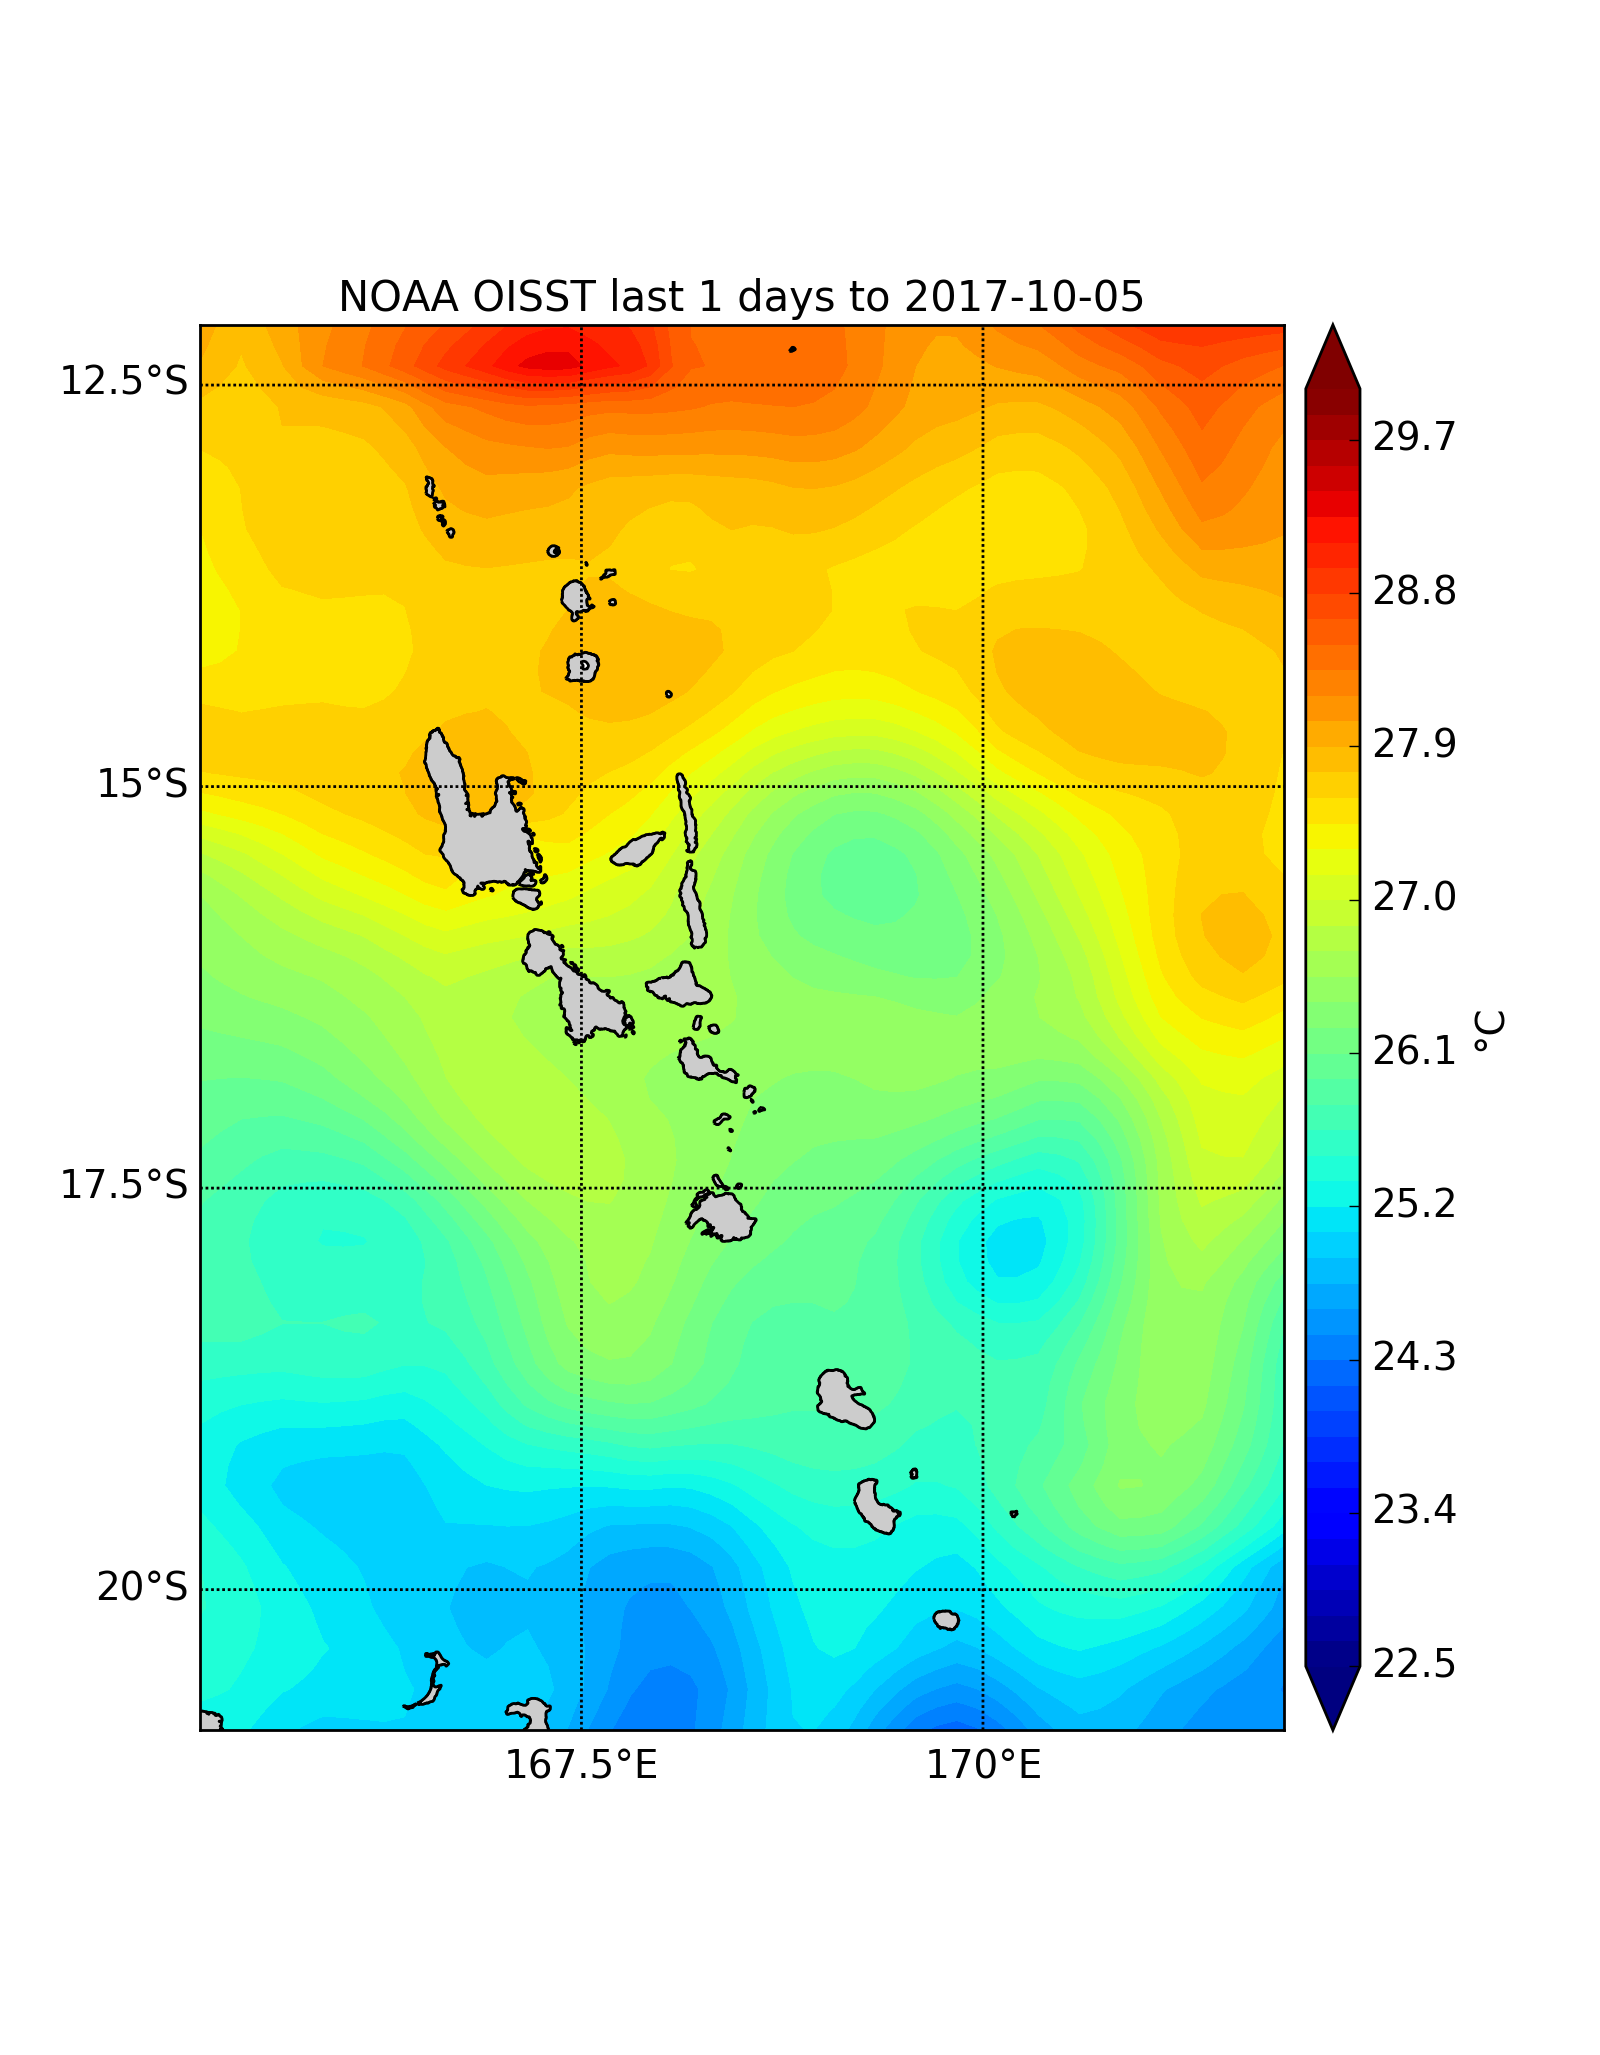 NOAA OISST last 1 days to 2017-10-05
12.5°S
15°S
17.5°S
20°S
167.5°E
170°E
29.7
28.8
27.9
27.0
26.1
25.2
24.3
23.4
22.5
°C